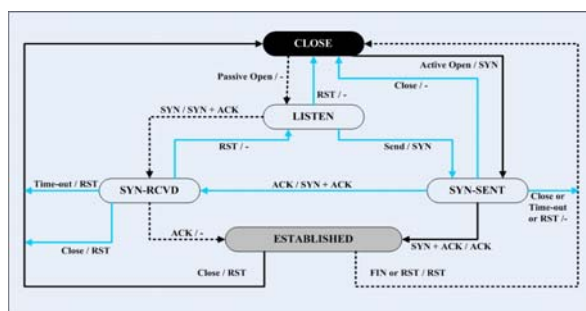 CLOSE
Active Open / SYN
Passive Open / -
Close / -
RST / -
SYN / SYN + ACK
LISTEN
RST / -
Send / SYN
Time-out / RST
SYN-RCVD
ACK / SYN + ACK
SYN-SENT
Close or
Time-out
or RST /-
ACK / -
ESTABLISHED
SYN + ACK / ACK
Close / RST
Close / RST
FIN or RST / RST